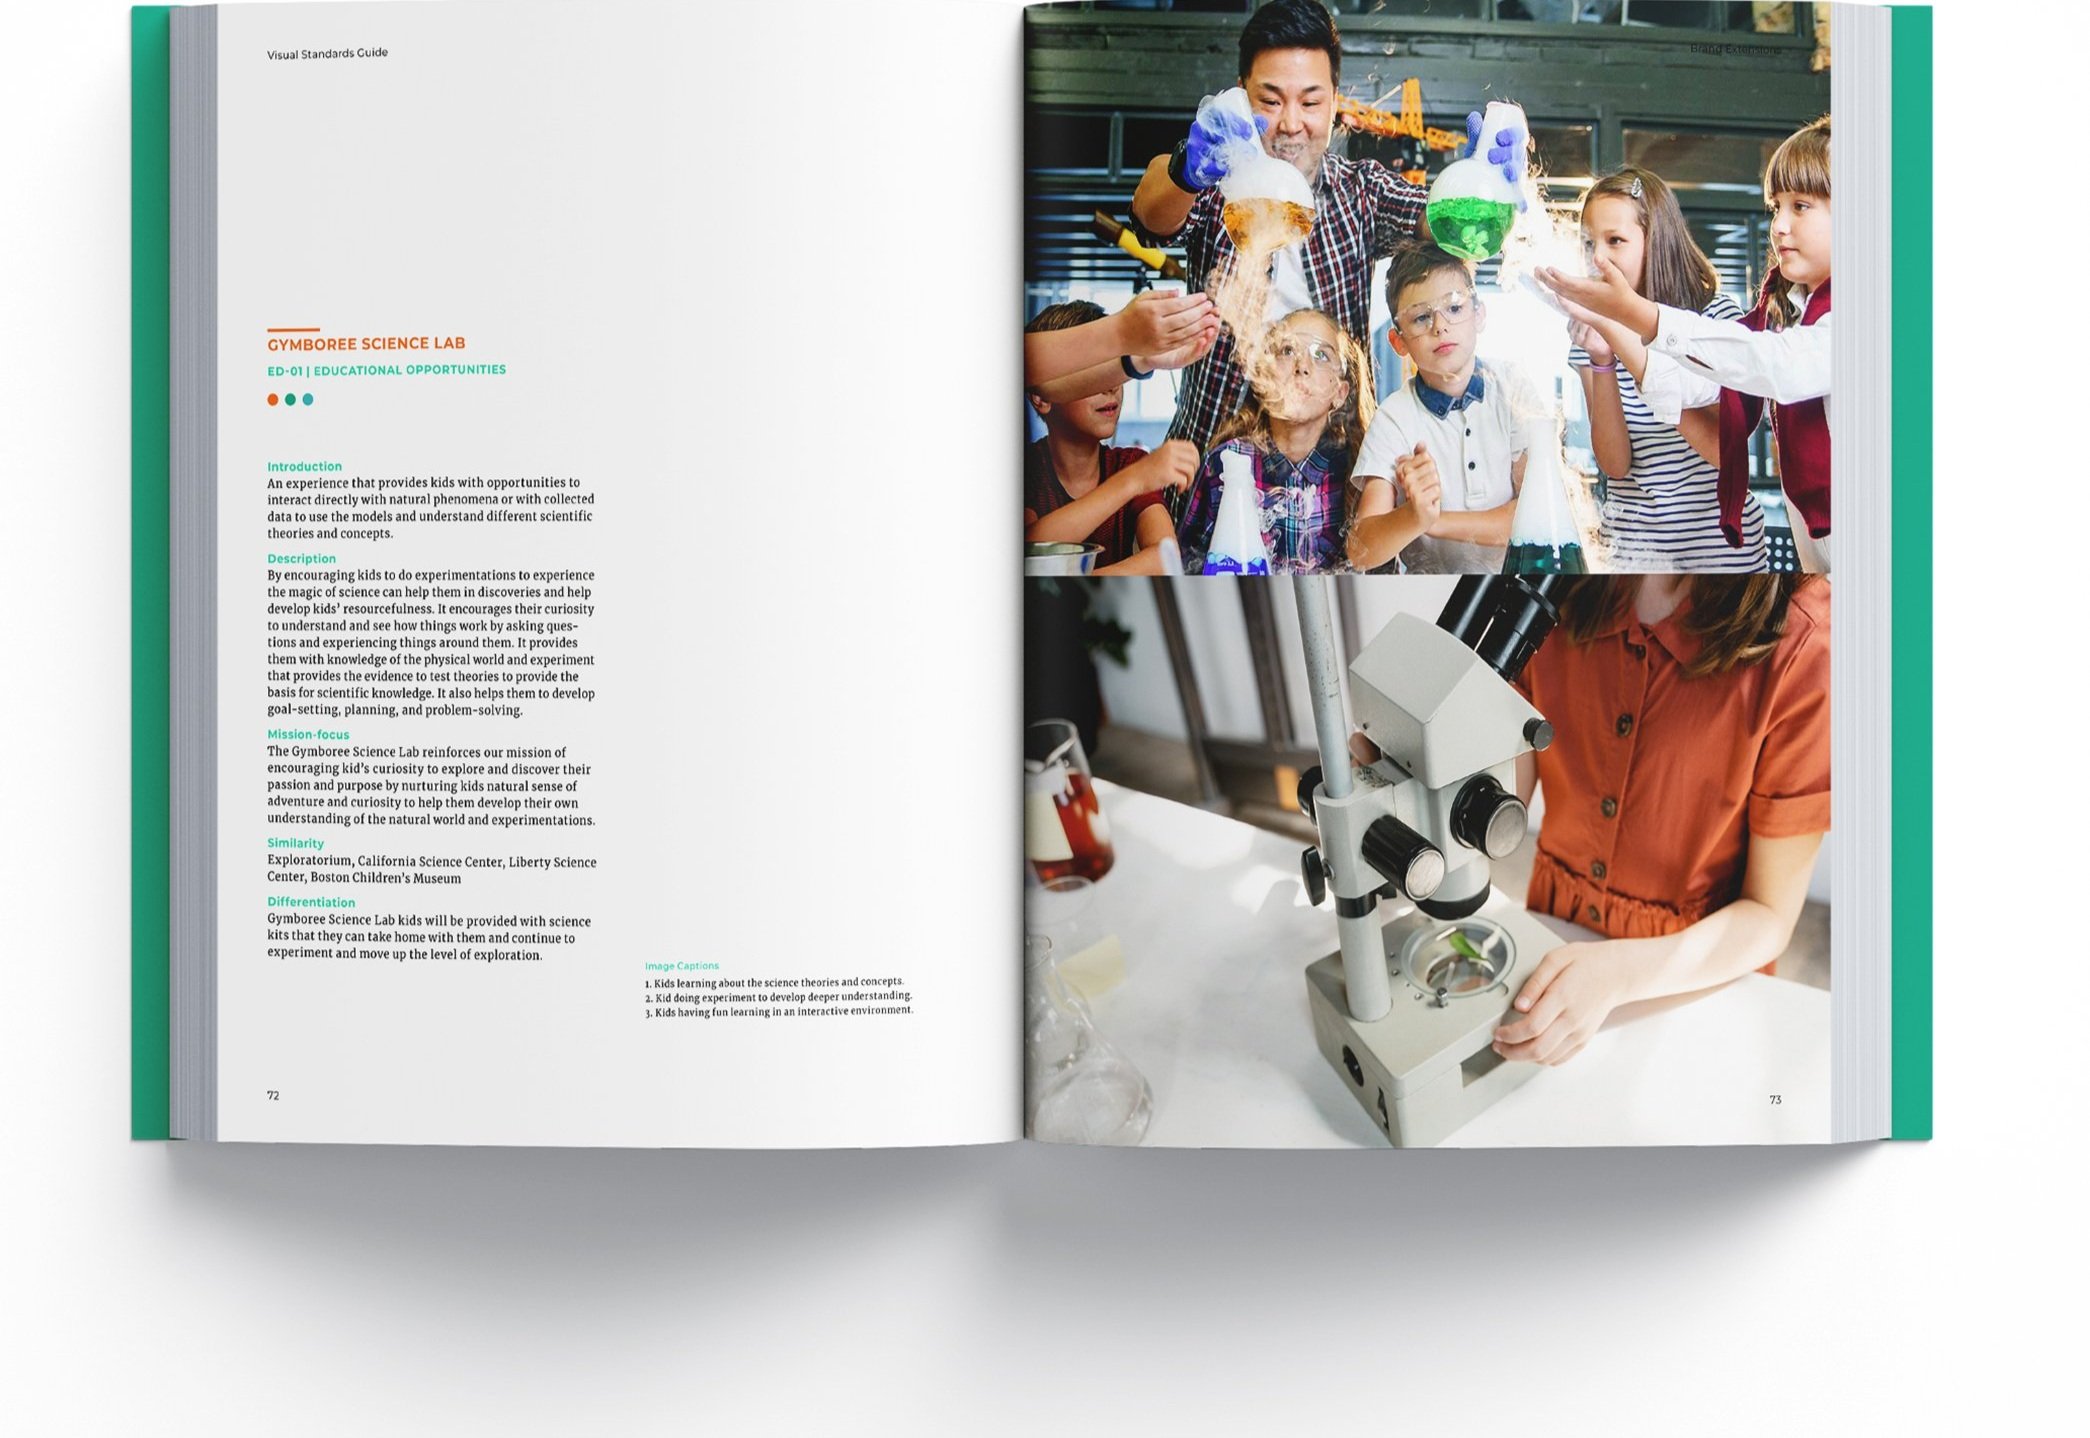 Visual Standards Guide
Brand Extensions
GYMBOREE SCIENCE LAB
ED-01 | EDUCATIONAL OPPORTUNITIES
Introduction
An experience that provides kids with opportunities to
interact directly with natural phenomena or with collected
data to use the models and understand different scientific
theories and concepts.
Description
By encouraging kids to do experimentations to experience
the magic of science can help them in discoveries and help
develop kids' resourcefulness. It encourages their curiosity
to understand and see how things work by asking ques-
tions and experiencing things around them. It provides
them with knowledge of the physical world and experiment
that provides the evidence to test theories to provide the
basis for scientific knowledge. It also helps them to develop
goal-setting, planning, and problem-solving.
Mission-focus
The Gymboree Science Lab reinforces our mission of
encouraging kid's curiosity to explore and discover their
passion and purpose by nurturing kids natural sense of
adventure and curiosity to help them develop their own
understanding of the natural world and experimentations.
Similarity
Exploratorium, California Science Center, Liberty Science
Center, Boston Children's Museum
Differentiation
Gymboree Science Lab kids will be provided with science
kits that they can take home with them and continue to
experiment and move up the level of exploration.
Image Captions
1. Kids learning about the science theories and concepts.
2. Kid doing experiment to develop deeper understanding.
3. Kids having fun learning in an interactive environment.
72
73